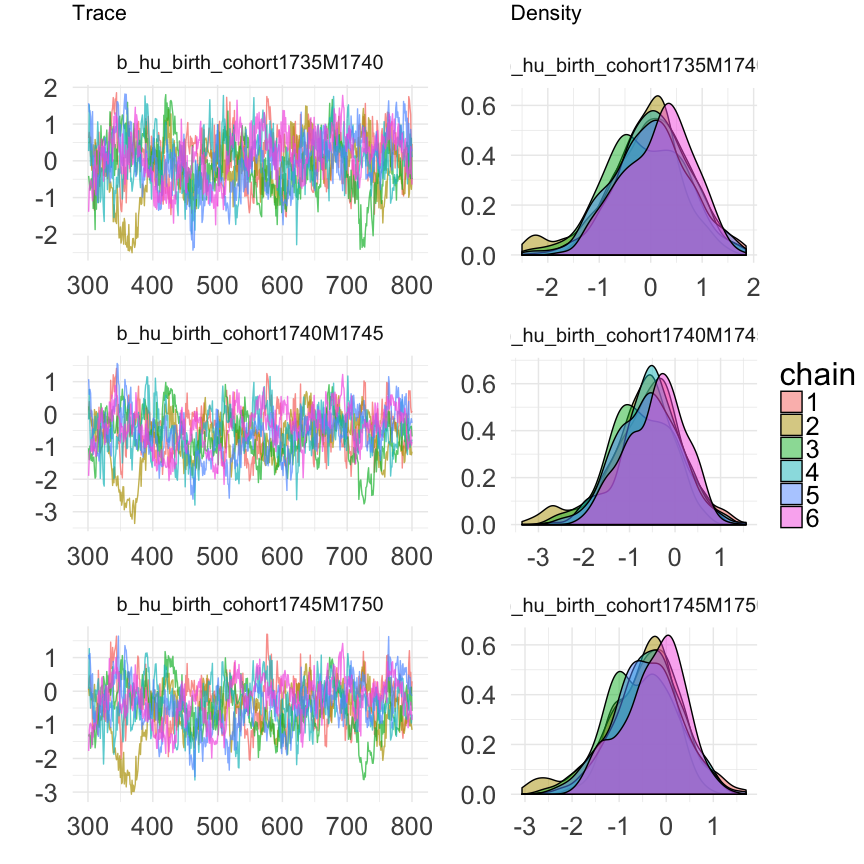 Trace
Density
b_hu_birth_cohort1735M1740
_hu_birth_cohort1735M174
2
1
0
-1
-2
300 400 500 600 700 800
0.6
0.4
0.2
0.0
-2 -1 0 1 2
b_hu_birth_cohort1740M1745
_hu_birth_cohort1740M174
1
0
-1
-2
-3
300 400 500 600 700 800
0.6
0.4
0.2
0.0
-3 -2 -1 0 1
b_hu_birth_cohort1745M1750
_hu_birth_cohort1745M175
1
0
-1
-2
-3
300 400 500 600 700 800
0.6
0.4
0.2
0.0
-3 -2 -1 0 1
chain
1
2
3
4
5
6